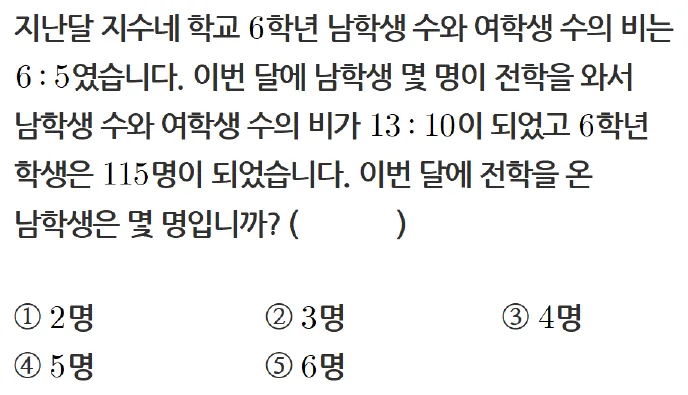 지난달 지수네 학교 6학년 남학생 수와 여학생 수의 비는
6 : 5였습니다. 이번 달에 남학생 몇 명이 전학을 와서
남학생 수와 여학생 수의 비가 13 : 10이 되었고 6학년
학생은 115명이 되었습니다. 이번 달에 전학을 온
남학생은 몇 명입니까? ( )
① 2명 ② 3명 ③ 4명
④ 5명 ⑤ 6명